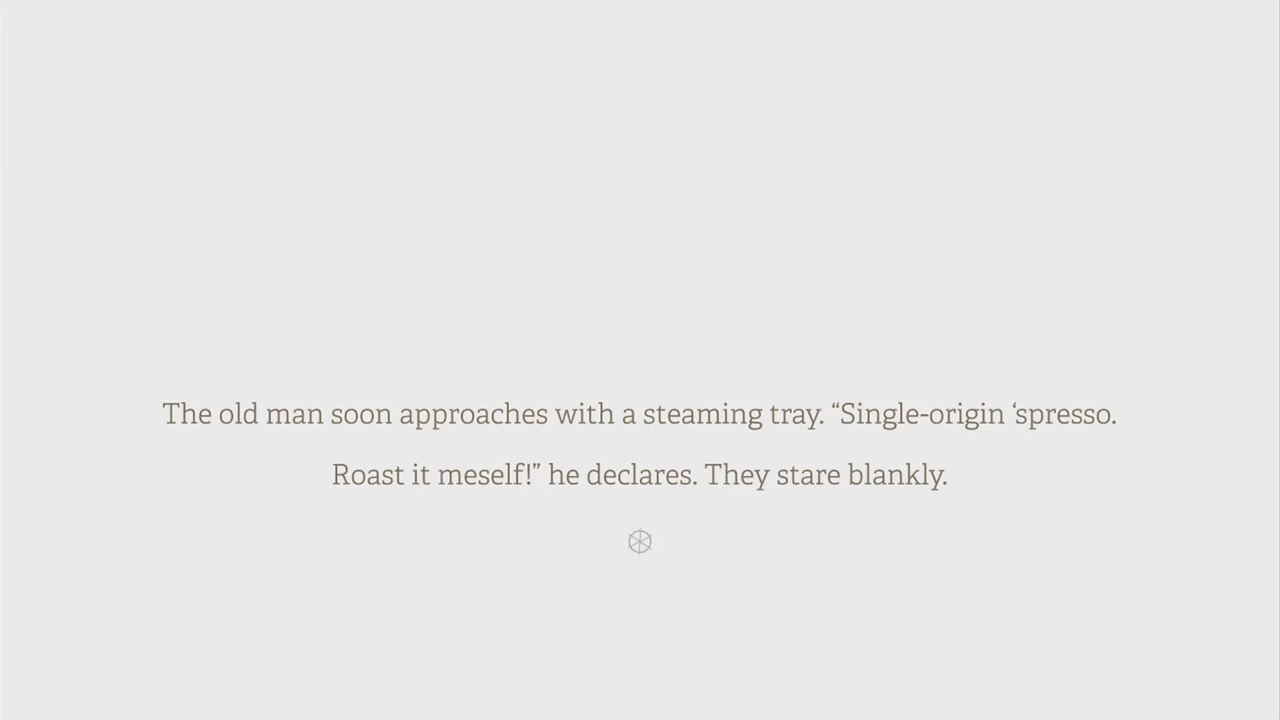 The old man soon approaches with a steaming tray. “Single-origin ‘spresso.
Roast it meself!” he declares. They stare blankly.